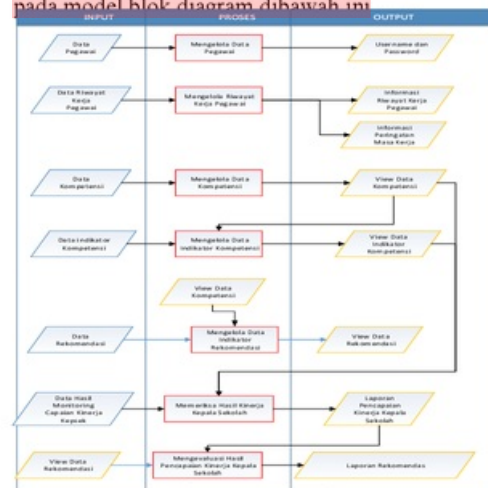 pada model blok diagram dibawah ini
INPUT PROSES OUTPUT
Data
Pegawai
Mengelola Data
Pegawai
Username dan
Password
Data Riwayat
Kerja
Pegawai
Mengelola Riwayat
Kerja Pegawai
Informasi
Riwayat Kerja
Pegawai
Informasi
Peringatan
Masa Kerja
Data
Kompetensi
Mengelola Data
Kompetensi
View Data
Kompetensi
Data Indikator
Kompetensi
Mengelola Data
Indikator Kompetensi
View Data
Indikator
Kompetensi
View Data
Kompetensi
Data
Rekomendasi
Mengelola Data
Indikator
Rekomendasi
View Data
Rekomendasi
Data Hasil
Monitoring
Capaian Kinerja
Kepsek
Memeriksa Hasil Kinerja
Kepala Sekolah
Laporan
Pencapaian
Kinerja Kepala
Sekolah
View Data
Rekomendasi
Mengevaluasi Hasil
Pencapaian Kinerja Kepala
Sekolah
Laporan Rekomendas